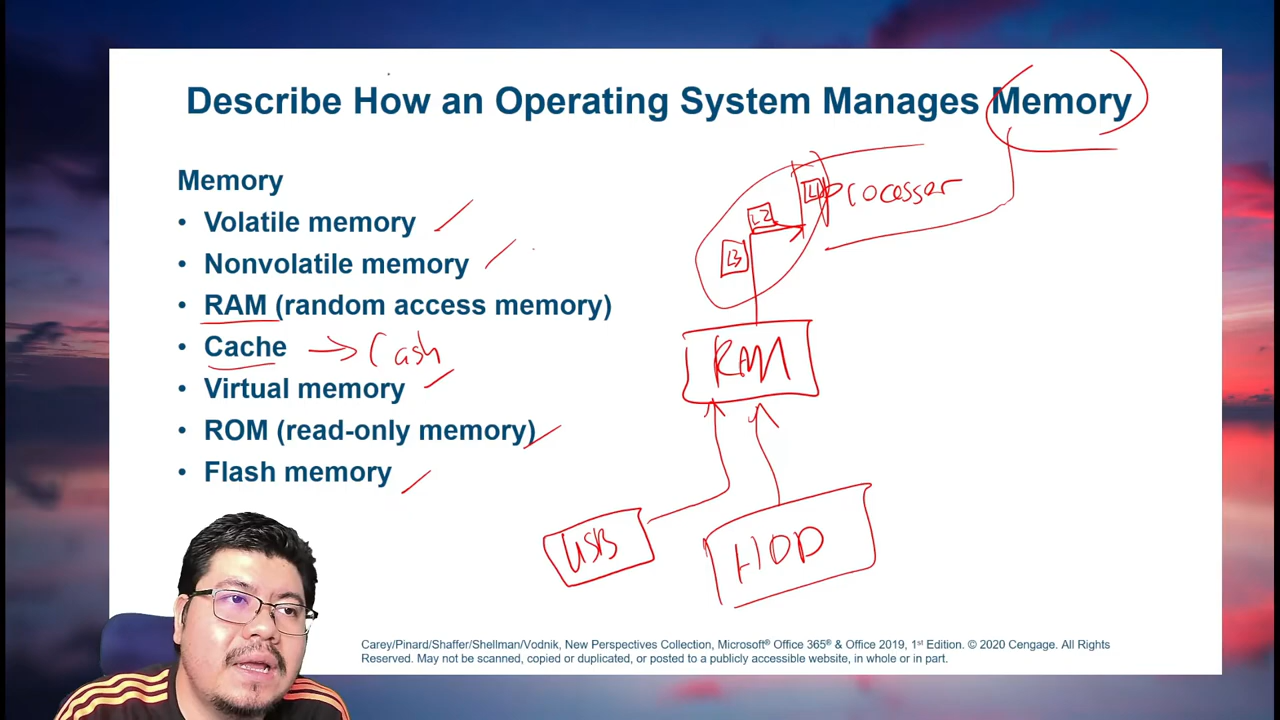 Describe How an Operating System Manages Memory
Memory
• Volatile memory
• Nonvolatile memory
• RAM (random access memory)
• Cache → Cash
• Virtual memory
• ROM (read-only memory)
• Flash memory
L1 processer
L2
L3
RAM
USB
HDD
Carey/Pinard/Shaffer/Shellman/Vodnik, New Perspectives Collection, Microsoft® Office 365® & Office 2019, 1st Edition. © 2020 Cengage. All Rights
Reserved. May not be scanned, copied or duplicated, or posted to a publicly accessible website, in whole or in part.